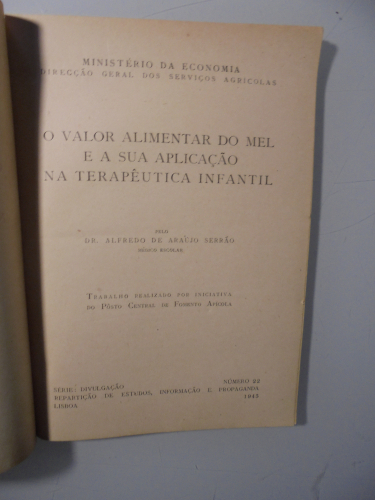 MINISTÉRIO DA ECONOMIA
DIRECÇÃO GERAL DOS SERVIÇOS AGRÍCOLAS
O VALOR ALIMENTAR DO MEL
E A SUA APLICAÇÃO
NA TERAPÊUTICA INFANTIL
PELO
DR. ALFREDO DE ARAÚJO SERRÃO
MÉDICO ESCOLAR
TRABALHO REALIZADO POR INICIATIVA
DO PÔSTO CENTRAL DE FOMENTO APÍCOLA
SÉRIE: DIVULGAÇÃO NÚMERO 22
REPARTIÇÃO DE ESTUDOS, INFORMAÇÃO E PROPAGANDA
LISBOA